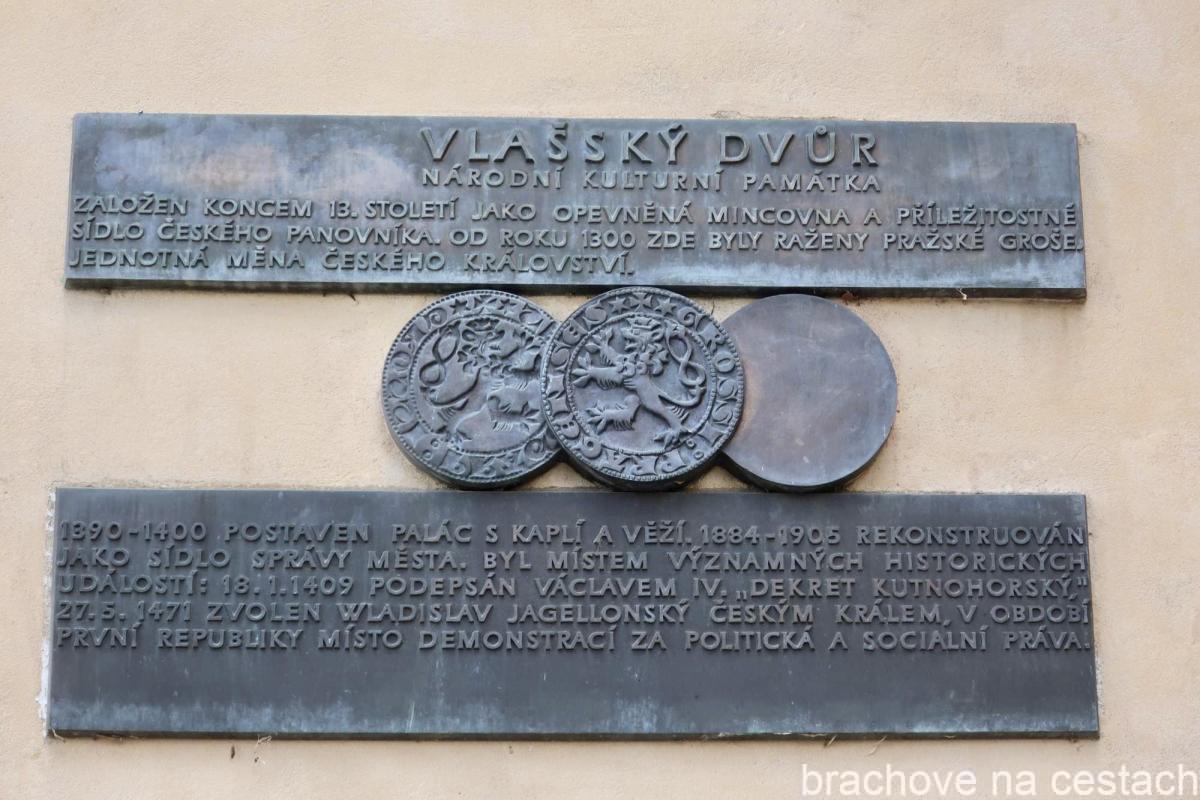 VLAŠSKÝ DVŮR
NÁRODNÍ KULTURNÍ PAMÁTKA
ZALOŽEN KONCEM 13. STOLETÍ JAKO OPEVNĚNÁ MINCOVNA A PŘÍLEŽITOSTNÉ
SÍDLO ČESKÉHO PANOVNÍKA. OD ROKU 1300 ZDE BYLY RAŽENY PRAŽSKÉ GROŠE,
JEDNOTNÁ MĚNA ČESKÉHO KRÁLOVSTVÍ.
1390-1400 POSTAVEN PALÁC S KAPLÍ A VĚŽÍ. 1884-1905 REKONSTRUOVÁN
JAKO SÍDLO SPRÁVY MĚSTA. BYL MÍSTEM VÝZNAMNÝCH HISTORICKÝCH
UDÁLOSTÍ: 18.1.1409 PODEPSÁN VÁCLAVEM IV. „DEKRET KUTNOHORSKÝ"
27.5.1471 ZVOLEN WLADISLAV JAGELLONSKÝ ČESKÝM KRÁLEM, V OBDOBÍ
PRVNÍ REPUBLIKY MÍSTO DEMONSTRACÍ ZA POLITICKÁ A SOCIALNÍ PRÁVA.
brachove na cestach